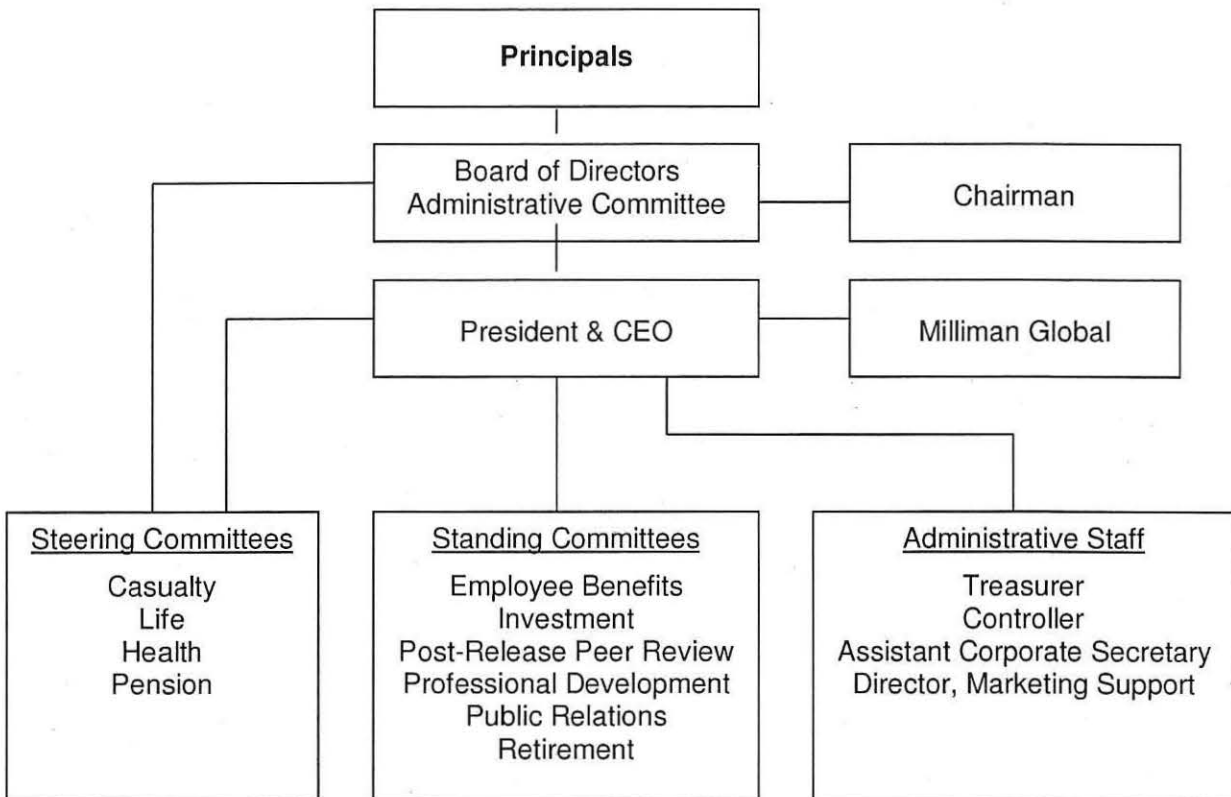 Principals
Board of Directors
Administrative Committee
Chairman
President & CEO
Milliman Global
Steering Committees
Casualty
Life
Health
Pension
Standing Committees
Employee Benefits
Investment
Post-Release Peer Review
Professional Development
Public Relations
Retirement
Administrative Staff
Treasurer
Controller
Assistant Corporate Secretary
Director, Marketing Support